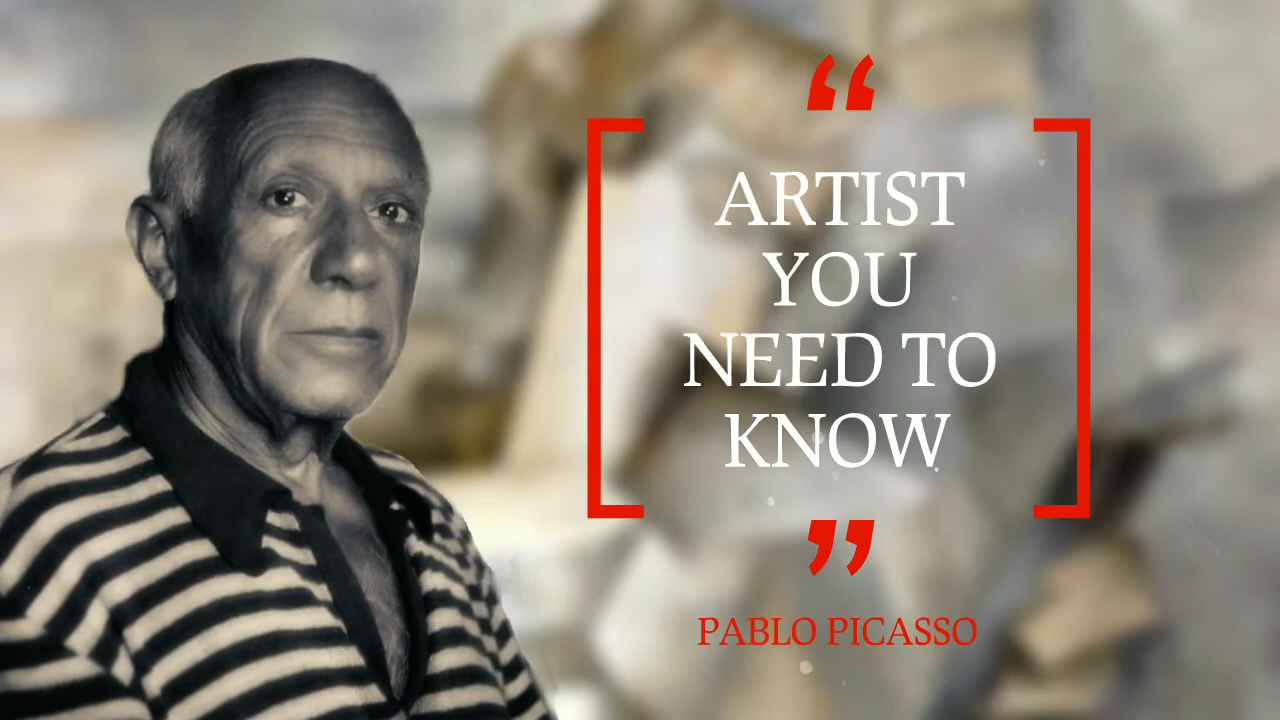 “
ARTIST
YOU
NEED TO
KNOW
”
PABLO PICASSO